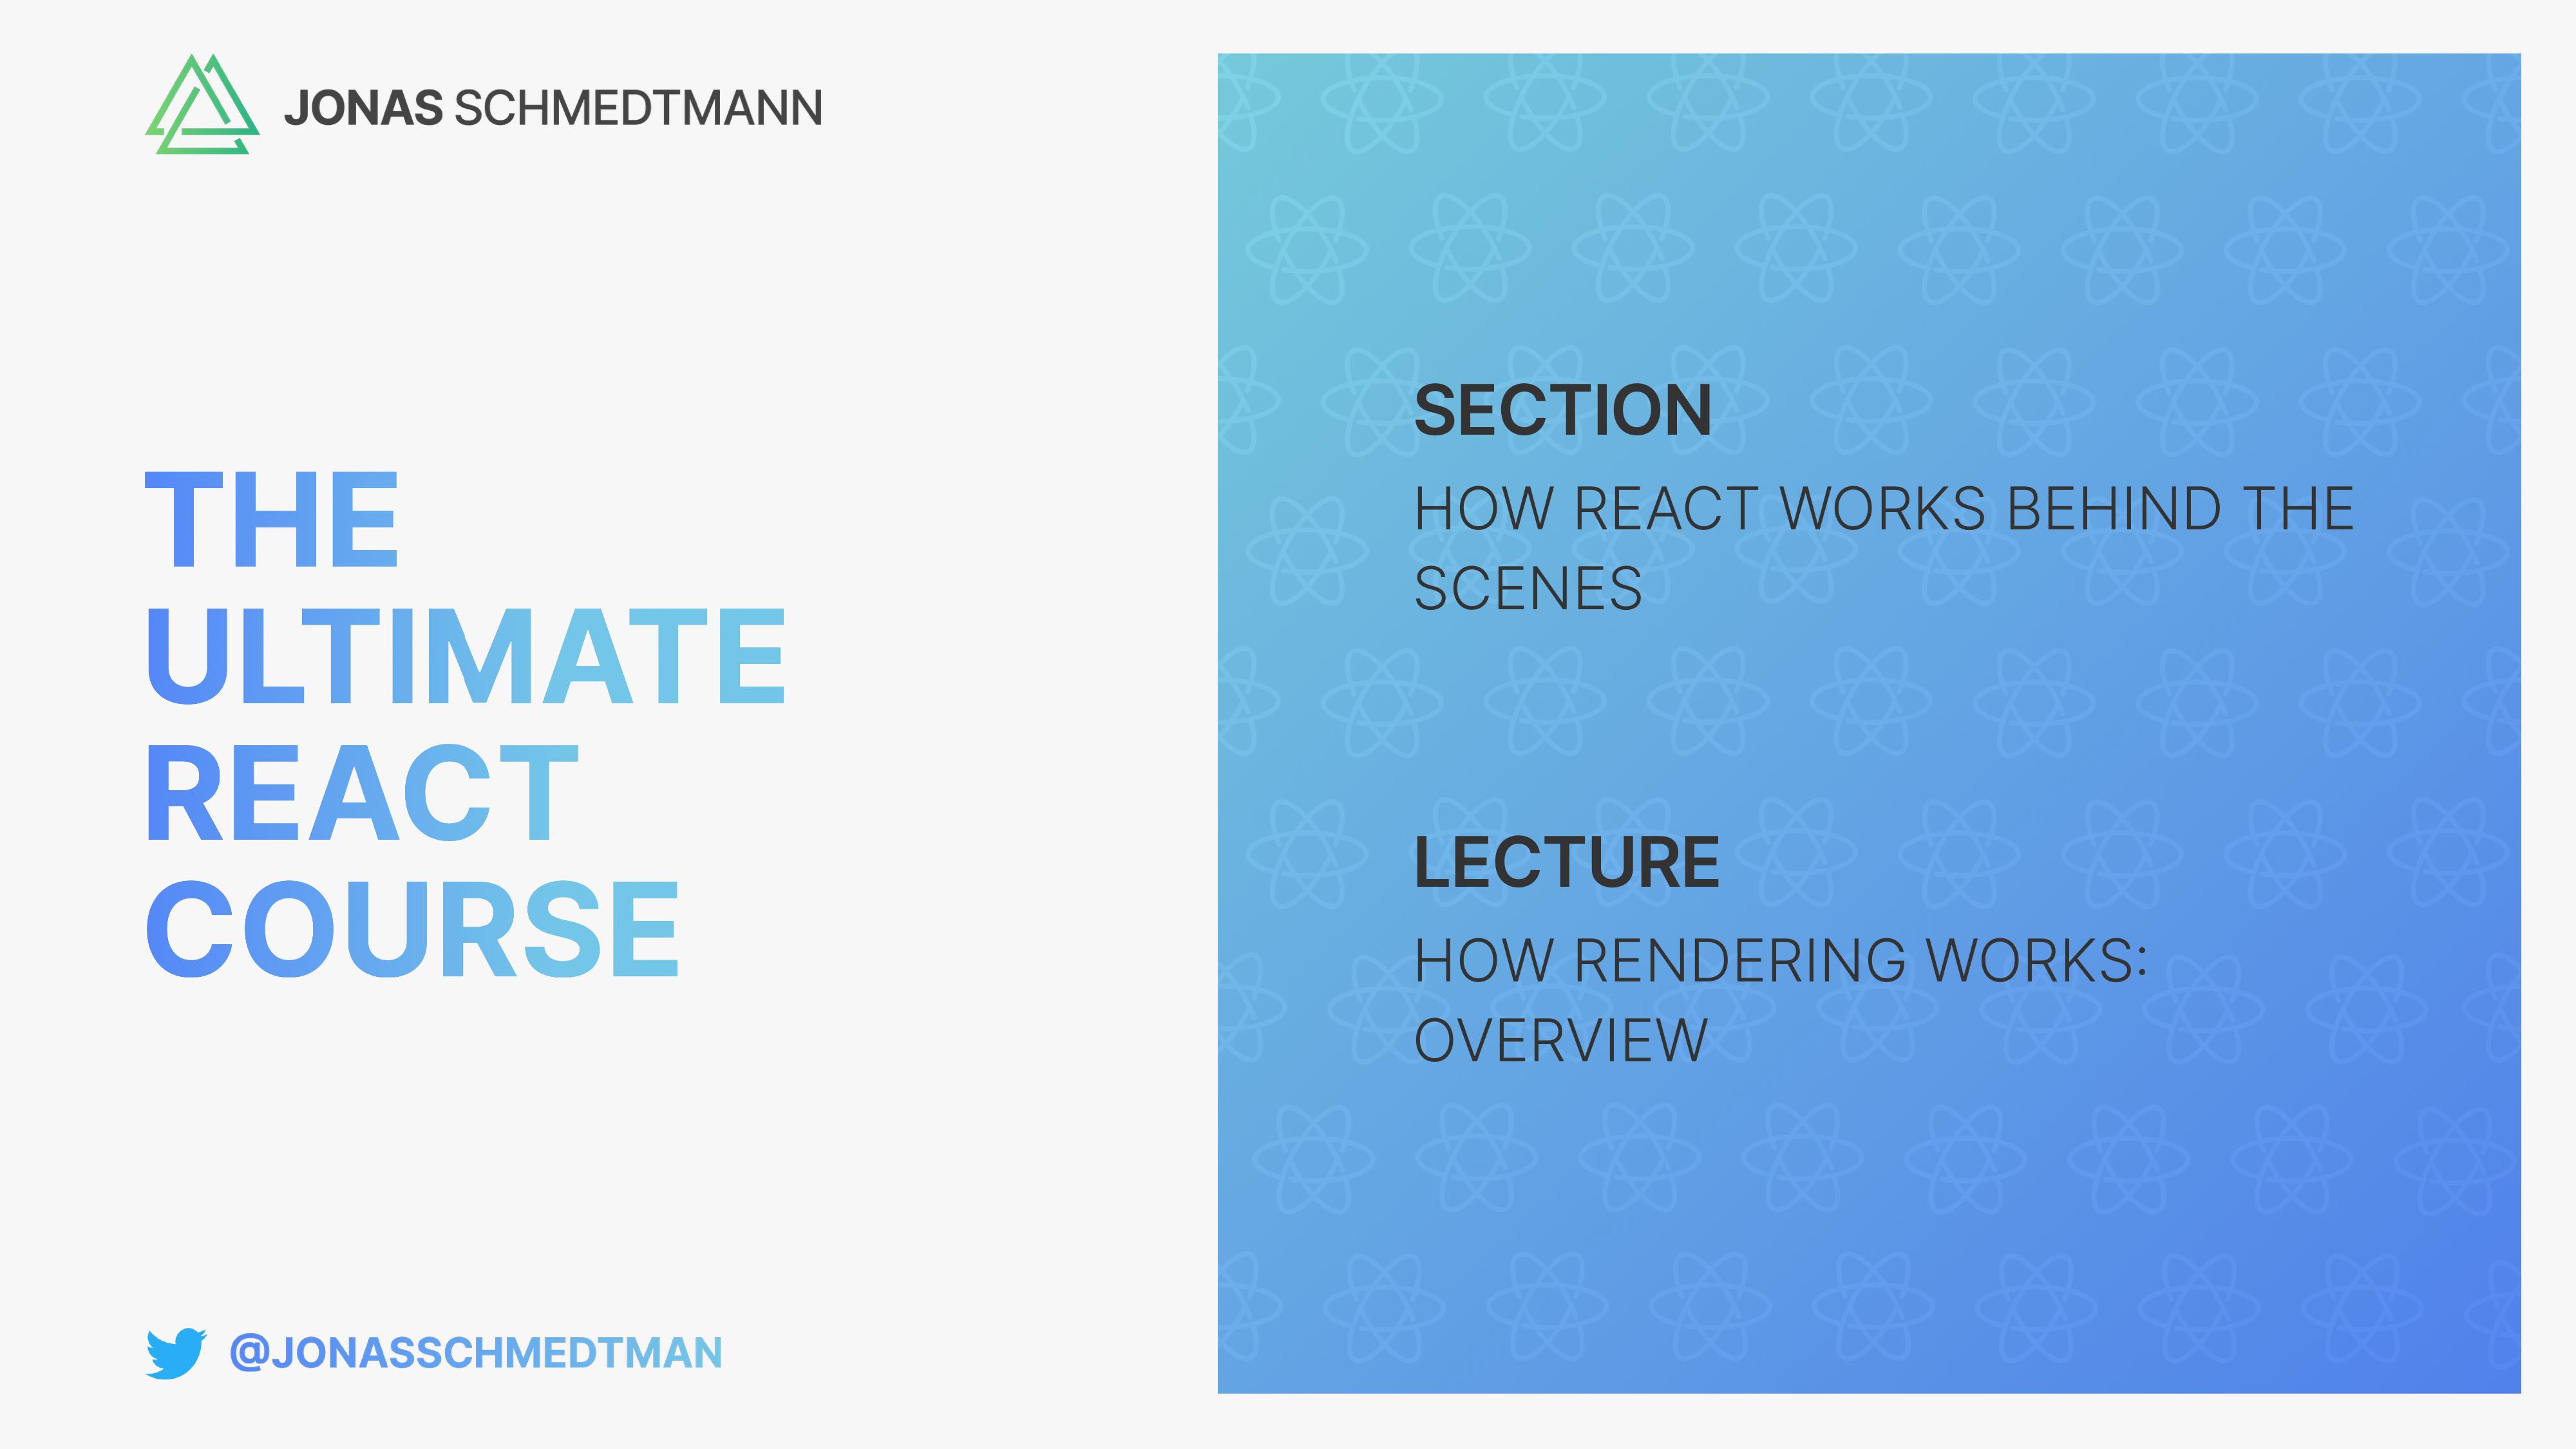 JONAS SCHMEDTMANN
THE
ULTIMATE
REACT
COURSE
@JONASSCHMEDTMAN
SECTION
HOW REACT WORKS BEHIND THE
SCENES
LECTURE
HOW RENDERING WORKS:
OVERVIEW